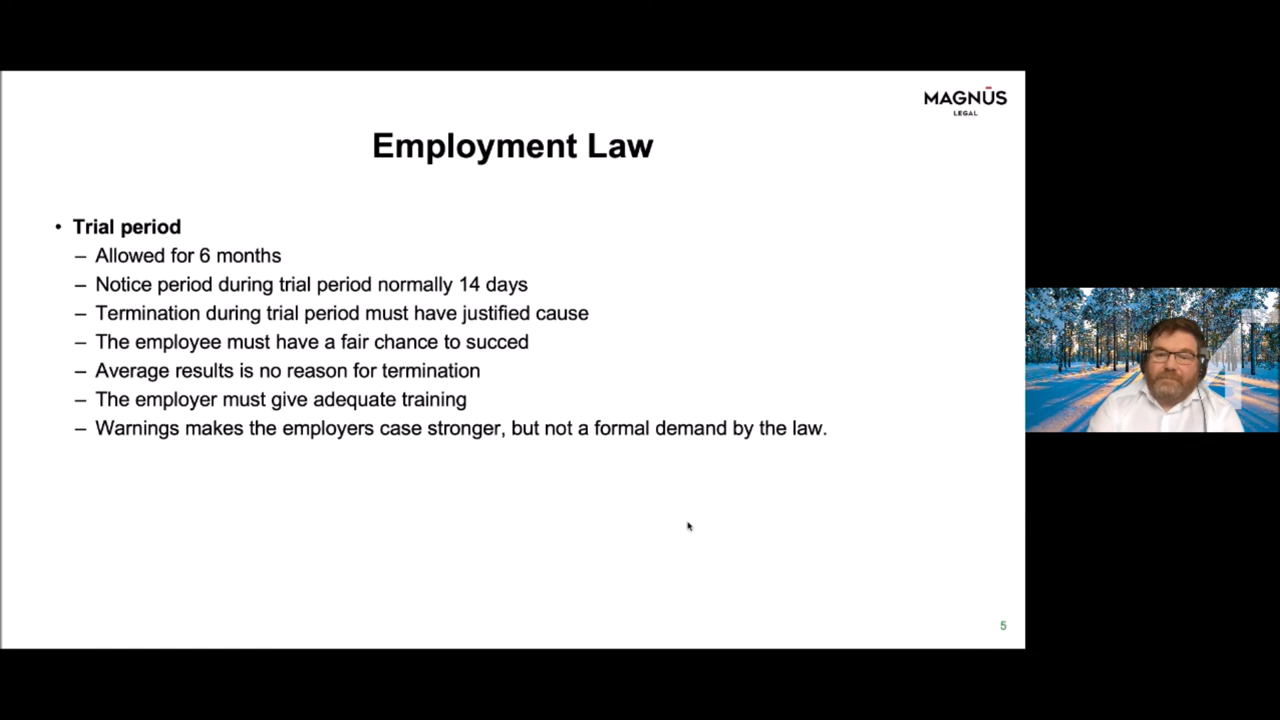 MAGNŪS
LEGAL
Employment Law
• Trial period
– Allowed for 6 months
– Notice period during trial period normally 14 days
– Termination during trial period must have justified cause
– The employee must have a fair chance to succed
– Average results is no reason for termination
– The employer must give adequate training
– Warnings makes the employers case stronger, but not a formal demand by the law.
5